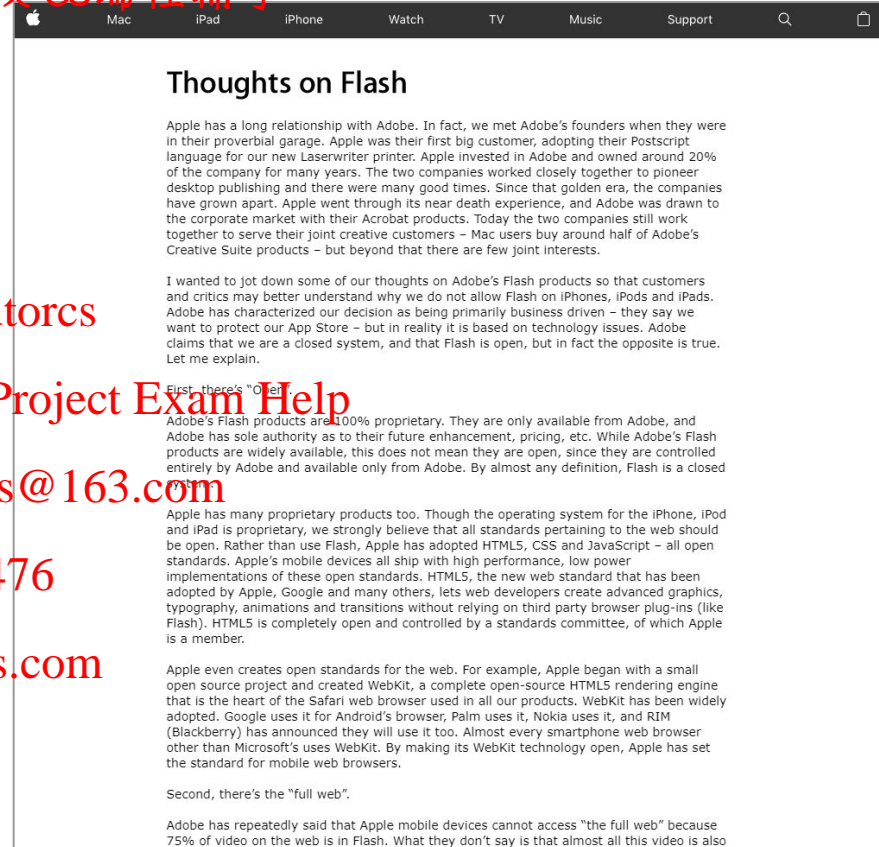 CS编程辅导
Mac iPad iPhone Watch TV Music Support
Thoughts on Flash
Apple has a long relationship with Adobe. In fact, we met Adobe’s founders when they were
in their proverbial garage. Apple was their first big customer, adopting their Postscript
language for our new Laserwriter printer. Apple invested in Adobe and owned around 20%
of the company for many years. The two companies worked closely together to pioneer
desktop publishing and there were many good times. Since that golden era, the companies
have grown apart. Apple went through its near death experience, and Adobe was drawn to
the corporate market with their Acrobat products. Today the two companies still work
together to serve their joint creative customers – Mac users buy around half of Adobe’s
Creative Suite products – but beyond that there are few joint interests.
I wanted to jot down some of our thoughts on Adobe’s Flash products so that customers
and critics may better understand why we do not allow Flash on iPhones, iPods and iPads.
Adobe has characterized our decision as being primarily business driven – they say we
want to protect our App Store – but in reality it is based on technology issues. Adobe
claims that we are a closed system, and that Flash is open, but in fact the opposite is true.
Let me explain.
torcs
First, there’s “Open”.
Project Exam Help
Adobe’s Flash products are 100% proprietary. They are only available from Adobe, and
Adobe has sole authority as to their future enhancement, pricing, etc. While Adobe’s Flash
products are widely available, this does not mean they are open, since they are controlled
entirely by Adobe and available only from Adobe. By almost any definition, Flash is a closed
system.
s@163.com
Apple has many proprietary products too. Though the operating system for the iPhone, iPod
and iPad is proprietary, we strongly believe that all standards pertaining to the web should
be open. Rather than use Flash, Apple has adopted HTML5, CSS and JavaScript – all open
standards. Apple’s mobile devices all ship with high performance, low power
implementations of these open standards. HTML5, the new web standard that has been
adopted by Apple, Google and many others, lets web developers create advanced graphics,
typography, animations and transitions without relying on third party browser plug-ins (like
Flash). HTML5 is completely open and controlled by a standards committee, of which Apple
is a member.
476
s.com
Apple even creates open standards for the web. For example, Apple began with a small
open source project and created WebKit, a complete open-source HTML5 rendering engine
that is the heart of the Safari web browser used in all our products. WebKit has been widely
adopted. Google uses it for Android’s browser, Palm uses it, Nokia uses it, and RIM
(Blackberry) has announced they will use it too. Almost every smartphone web browser
other than Microsoft’s uses WebKit. By making its WebKit technology open, Apple has set
the standard for mobile web browsers.
Second, there’s the “full web”.
Adobe has repeatedly said that Apple mobile devices cannot access “the full web” because
75% of video on the web is in Flash. What they don’t say is that almost all this video is also